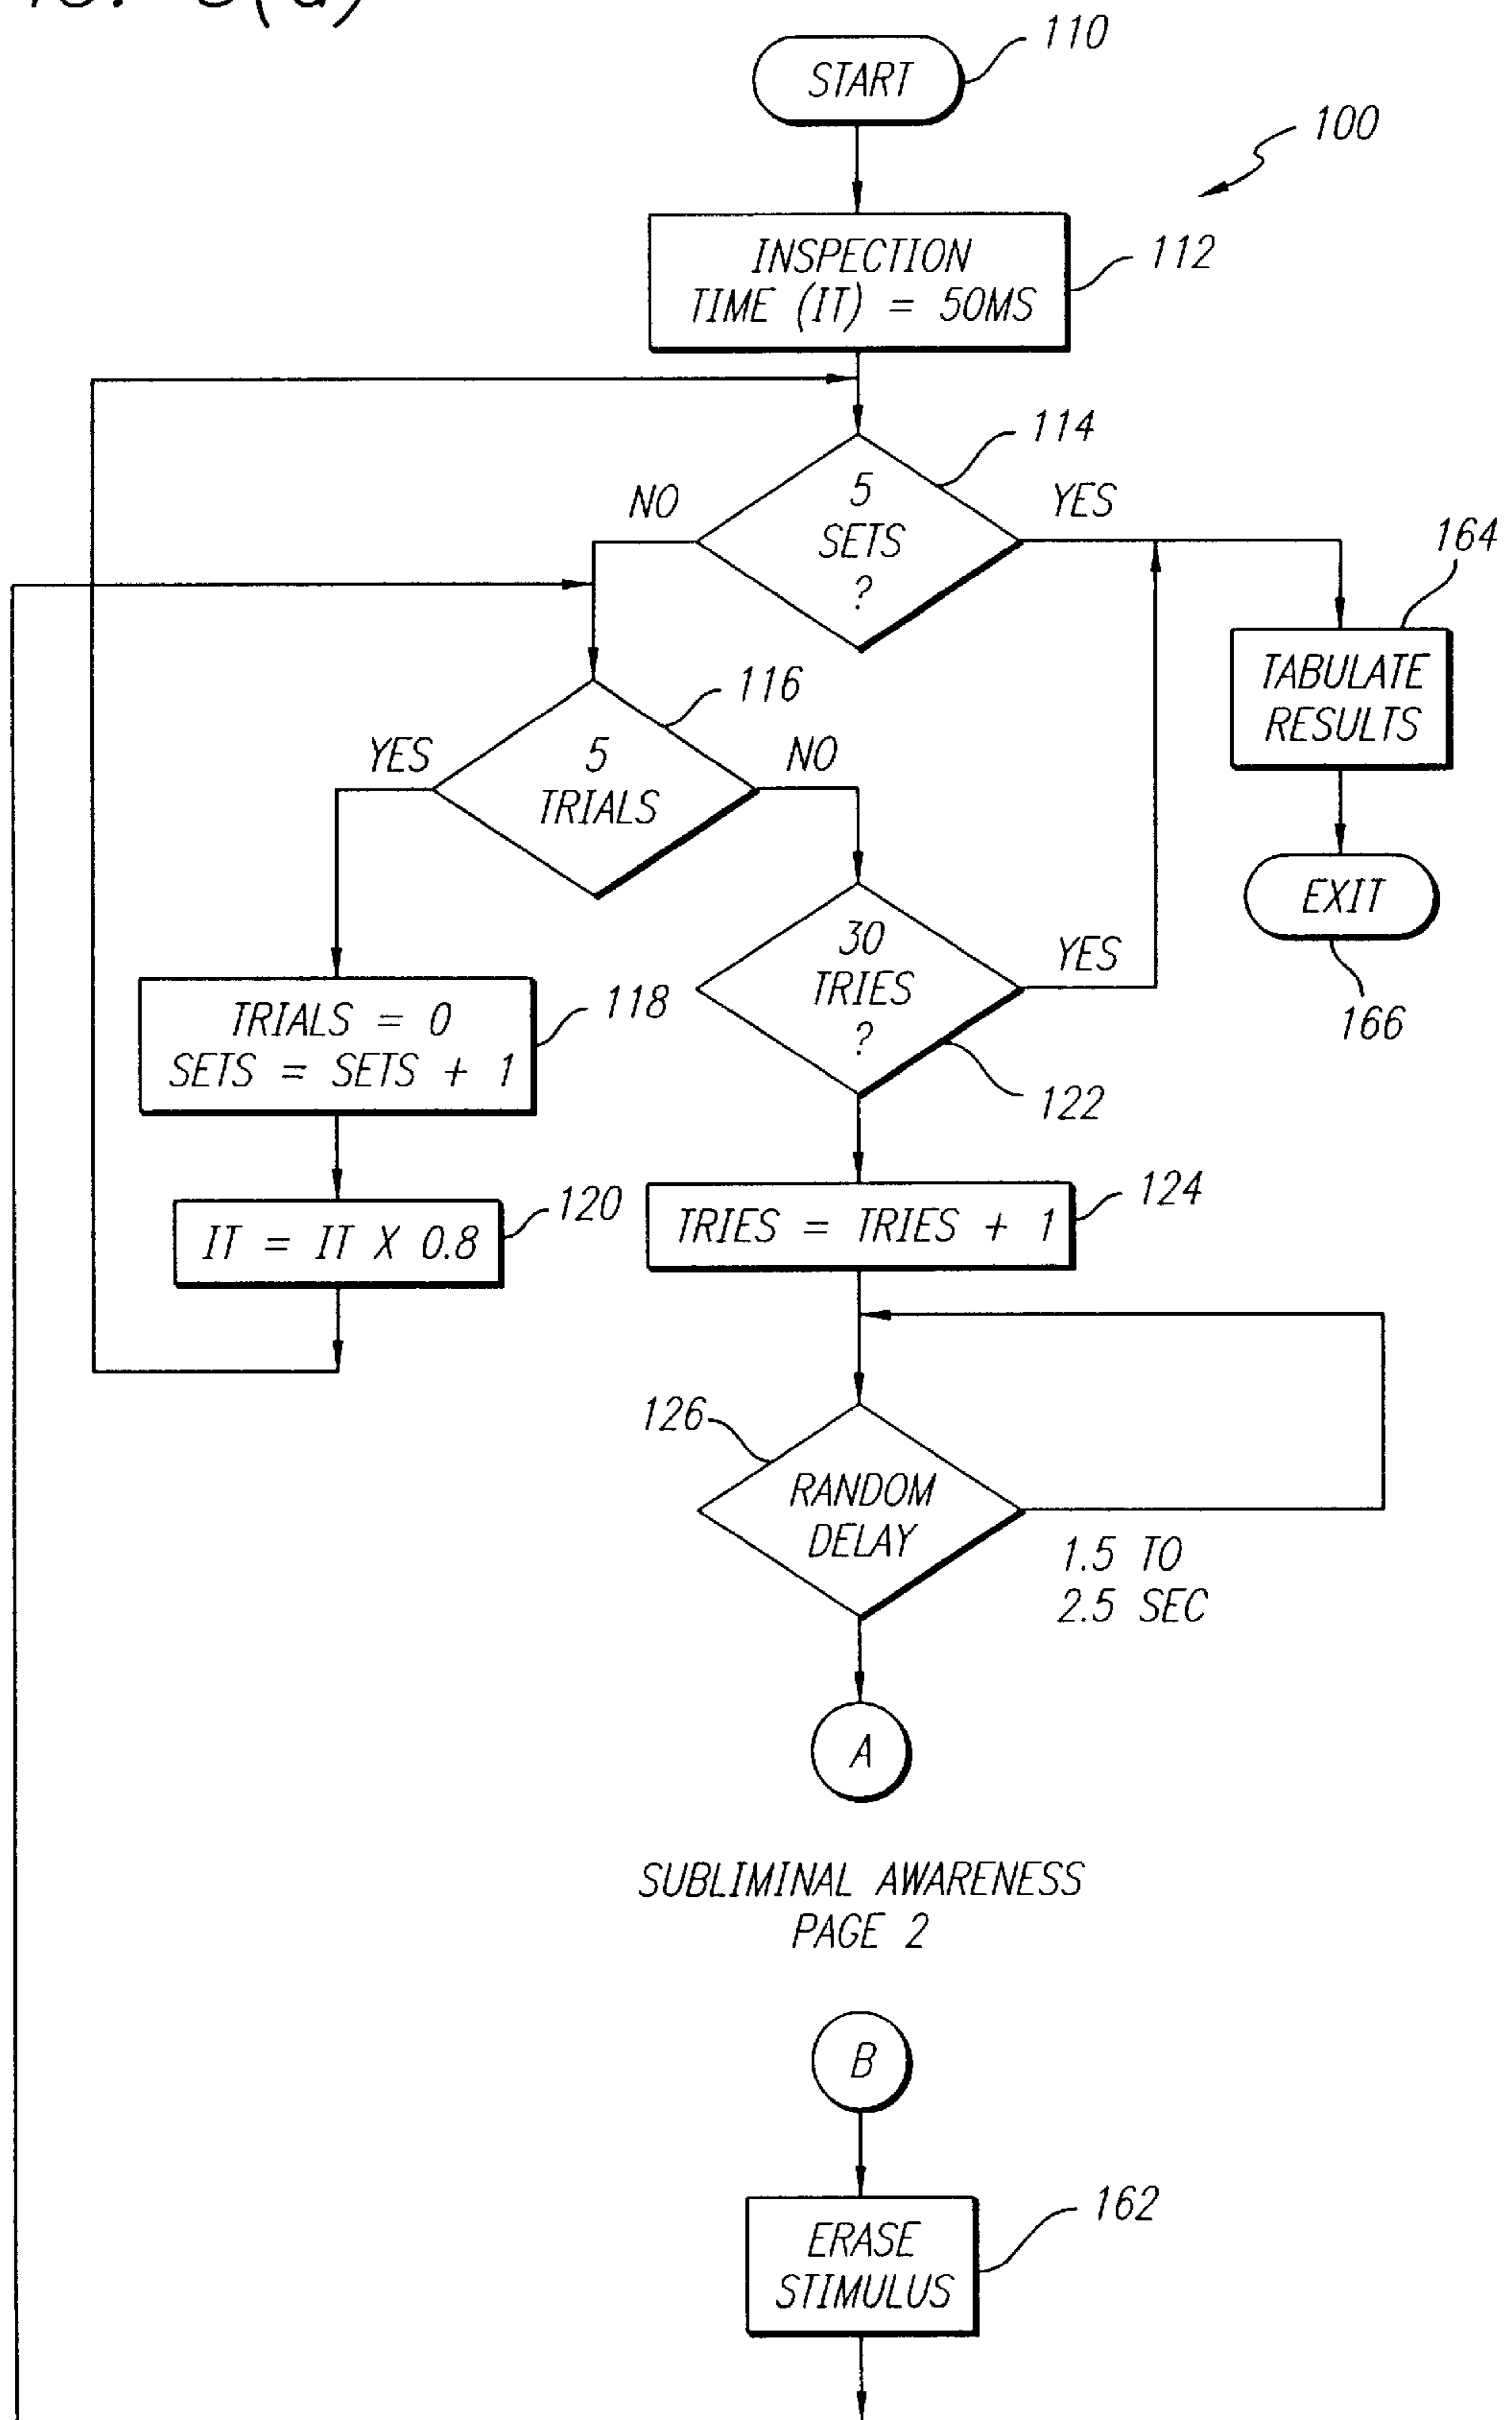 START
110
100
INSPECTION
TIME (IT) = 50MS
112
5
SETS
?
114
NO
YES
164
TABULATE
RESULTS
5
TRIALS
116
YES
NO
EXIT
166
30
TRIES
?
YES
122
TRIALS = 0
SETS = SETS + 1
118
TRIES = TRIES + 1
124
IT = IT X 0.8
120
126
RANDOM
DELAY
1.5 TO
2.5 SEC
A
SUBLIMINAL AWARENESS
PAGE 2
B
ERASE
STIMULUS
162